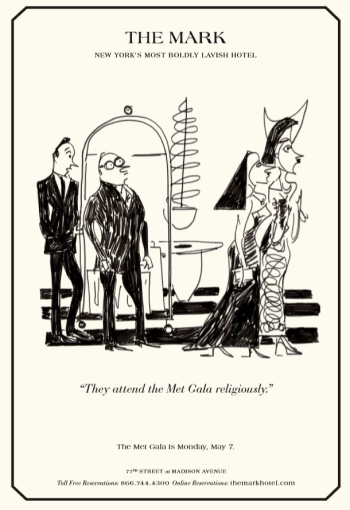 THE MARK
NEW YORK'S MOST BOLDLY LAVISH HOTEL
“They attend the Met Gala religiously.”
The Met Gala is Monday, May 7.
77TH STREET at MADISON AVENUE
Toll Free Reservations: 866.744.4300 Online Reservations: themarkhotel.com